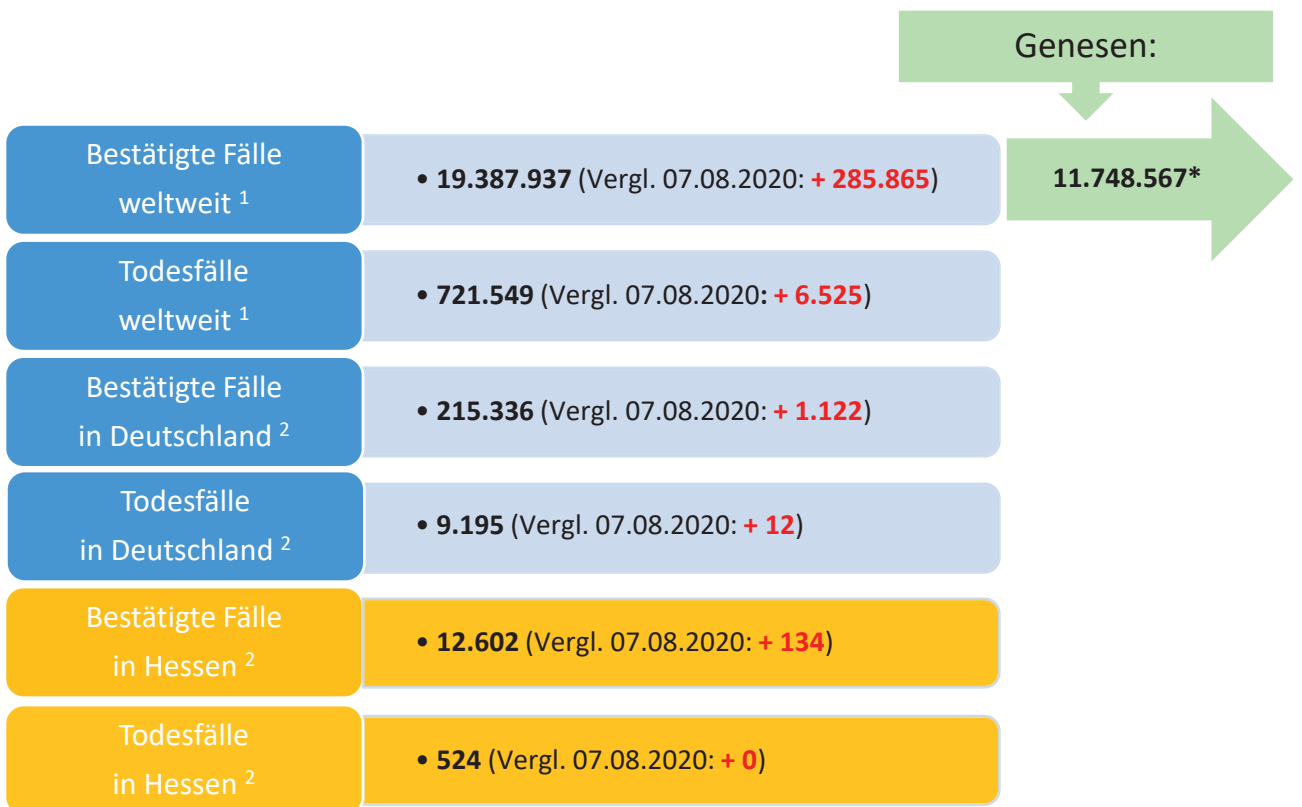 Genesen:
Bestätigte Fälle
weltweit ¹
• 19.387.937 (Vergl. 07.08.2020: + 285.865)
11.748.567*
Todesfälle
weltweit ¹
• 721.549 (Vergl. 07.08.2020: + 6.525)
Bestätigte Fälle
in Deutschland ²
• 215.336 (Vergl. 07.08.2020: + 1.122)
Todesfälle
in Deutschland ²
• 9.195 (Vergl. 07.08.2020: + 12)
Bestätigte Fälle
in Hessen ²
• 12.602 (Vergl. 07.08.2020: + 134)
Todesfälle
in Hessen ²
• 524 (Vergl. 07.08.2020: + 0)